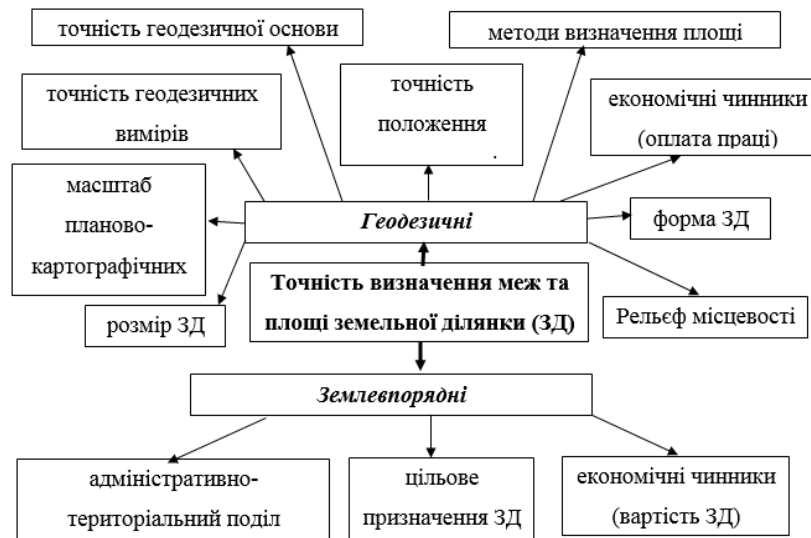 точність геодезичної основи
методи визначення площі
точність геодезичних
вимірів
точність
положення
.
економічні чинники
(оплата праці)
масштаб
планово-
картографічних
Геодезичні
форма ЗД
Точність визначення меж та
площі земельної ділянки (ЗД)
розмір ЗД
Рельєф місцевості
Землевпорядні
адміністративно-
територіальний поділ
цільове
призначення ЗД
економічні чинники
(вартість ЗД)